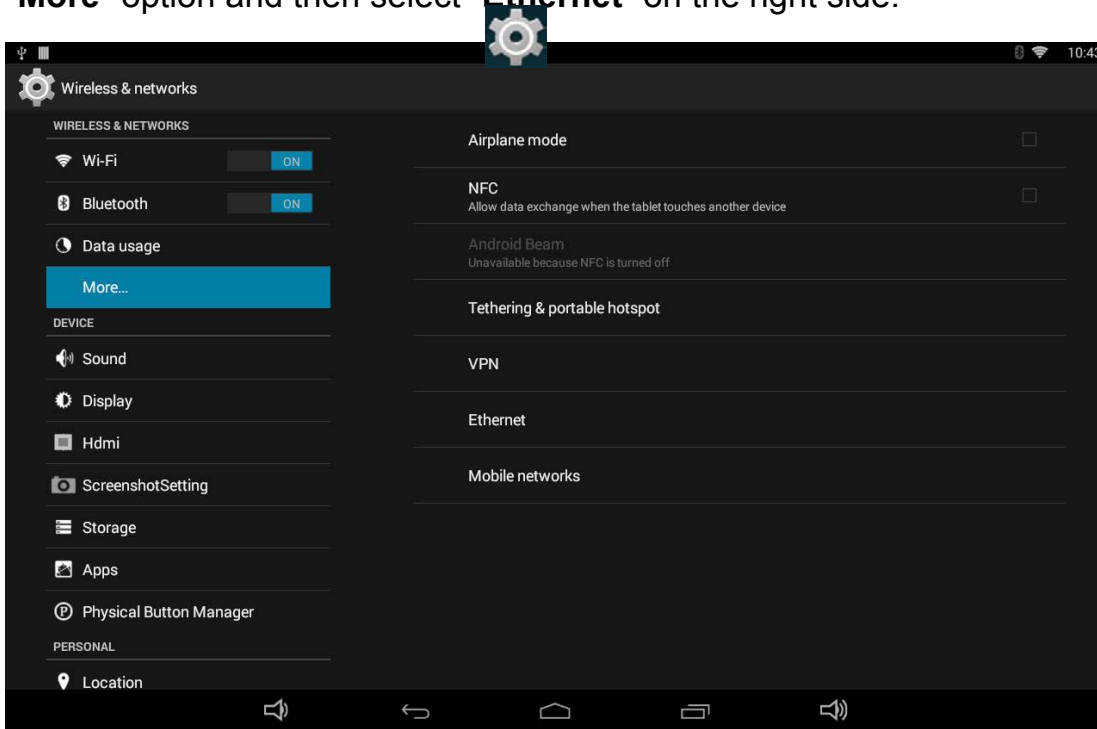 "More" option and then select "Ethernet" on the right side.
10:43
Wireless & networks
WIRELESS & NETWORKS
Wi-Fi ON
Bluetooth ON
Data usage
More...
DEVICE
Sound
Display
Hdmi
ScreenshotSetting
Storage
Apps
Physical Button Manager
PERSONAL
Location
Airplane mode
NFC
Allow data exchange when the tablet touches another device
Android Beam
Unavailable because NFC is turned off
Tethering & portable hotspot
VPN
Ethernet
Mobile networks